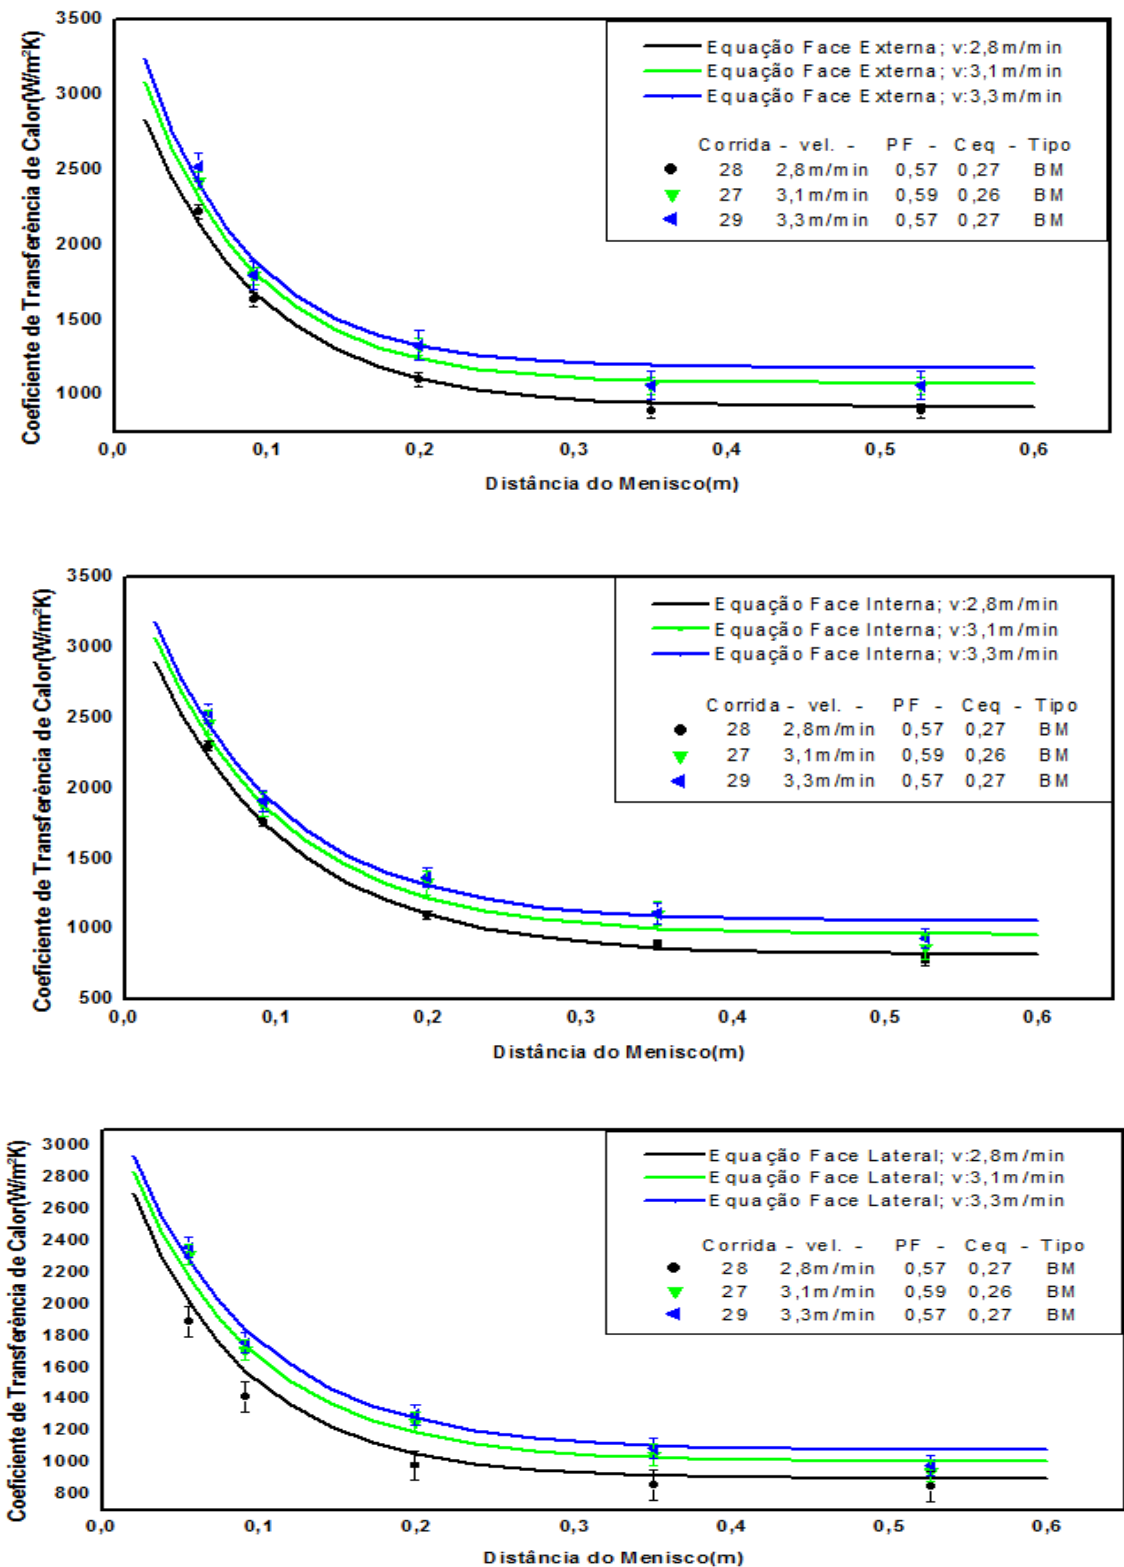 Coeficiente de Transferência de Calor(W/m²K)
3500
3000
2500
2000
1500
1000
Equação Face Externa; v:2,8m/min
Equação Face Externa; v:3,1m/min
Equação Face Externa; v:3,3m/min
Corrida - vel. - PF - Ceq - Tipo
28 2,8m/min 0,57 0,27 BM
27 3,1m/min 0,59 0,26 BM
29 3,3m/min 0,57 0,27 BM
0,0 0,1 0,2 0,3 0,4 0,5 0,6
Distância do Menisco(m)
Coeficiente de Transferência de Calor(W/m²K)
3500
3000
2500
2000
1500
1000
500
Equação Face Interna; v:2,8m/min
Equação Face Interna; v:3,1m/min
Equação Face Interna; v:3,3m/min
Corrida - vel. - PF - Ceq - Tipo
28 2,8m/min 0,57 0,27 BM
27 3,1m/min 0,59 0,26 BM
29 3,3m/min 0,57 0,27 BM
0,0 0,1 0,2 0,3 0,4 0,5 0,6
Distância do Menisco(m)
Coeficiente de Transferência de Calor(W/m²K)
3000
2800
2600
2400
2200
2000
1800
1600
1400
1200
1000
800
Equação Face Lateral; v:2,8m/min
Equação Face Lateral; v:3,1m/min
Equação Face Lateral; v:3,3m/min
Corrida - vel. - PF - Ceq - Tipo
28 2,8m/min 0,57 0,27 BM
27 3,1m/min 0,59 0,26 BM
29 3,3m/min 0,57 0,27 BM
0,0 0,1 0,2 0,3 0,4 0,5 0,6
Distância do Menisco(m)